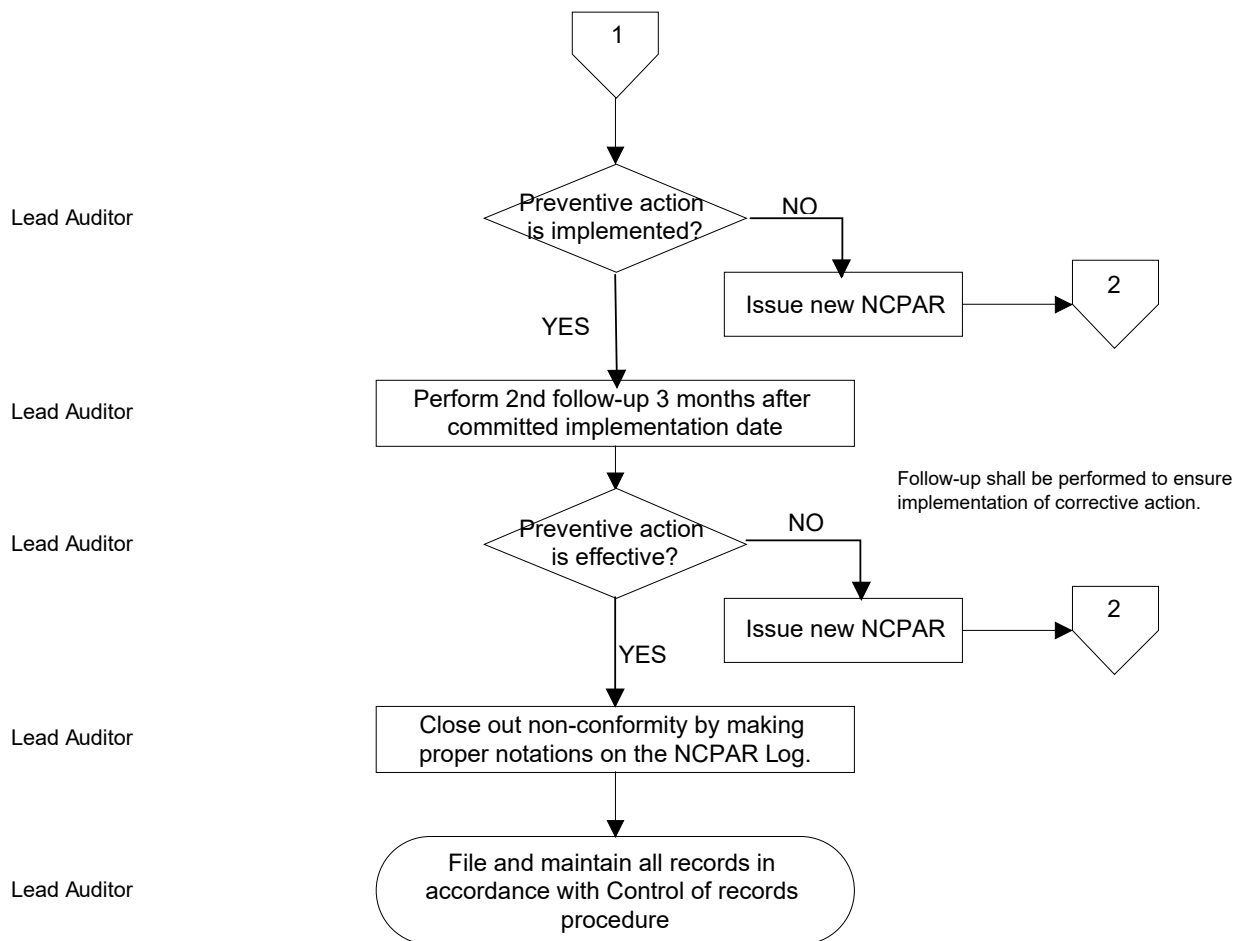 1
Lead Auditor
Preventive action
is implemented?
NO
Issue new NCPAR
2
YES
Lead Auditor
Perform 2nd follow-up 3 months after
committed implementation date
Follow-up shall be performed to ensure
implementation of corrective action.
Lead Auditor
Preventive action
is effective?
NO
Issue new NCPAR
2
YES
Lead Auditor
Close out non-conformity by making
proper notations on the NCPAR Log.
Lead Auditor
File and maintain all records in
accordance with Control of records
procedure